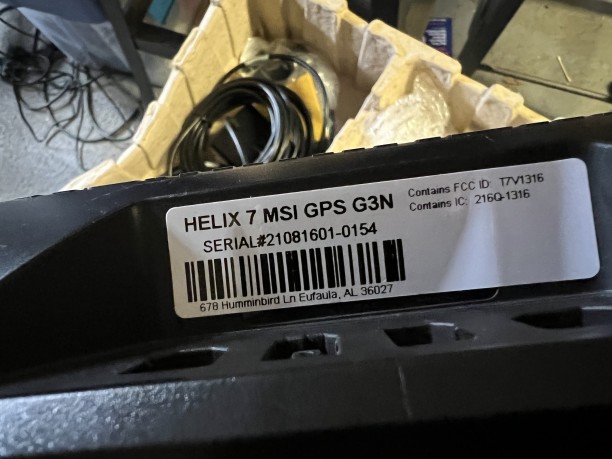 HELIX 7 MSI GPS G3N
Contains FCC ID: T7V1316
Contains IC: 216Q-1316
SERIAL#21081601-0154
678 Humminbird Ln Eufaula, AL 36027